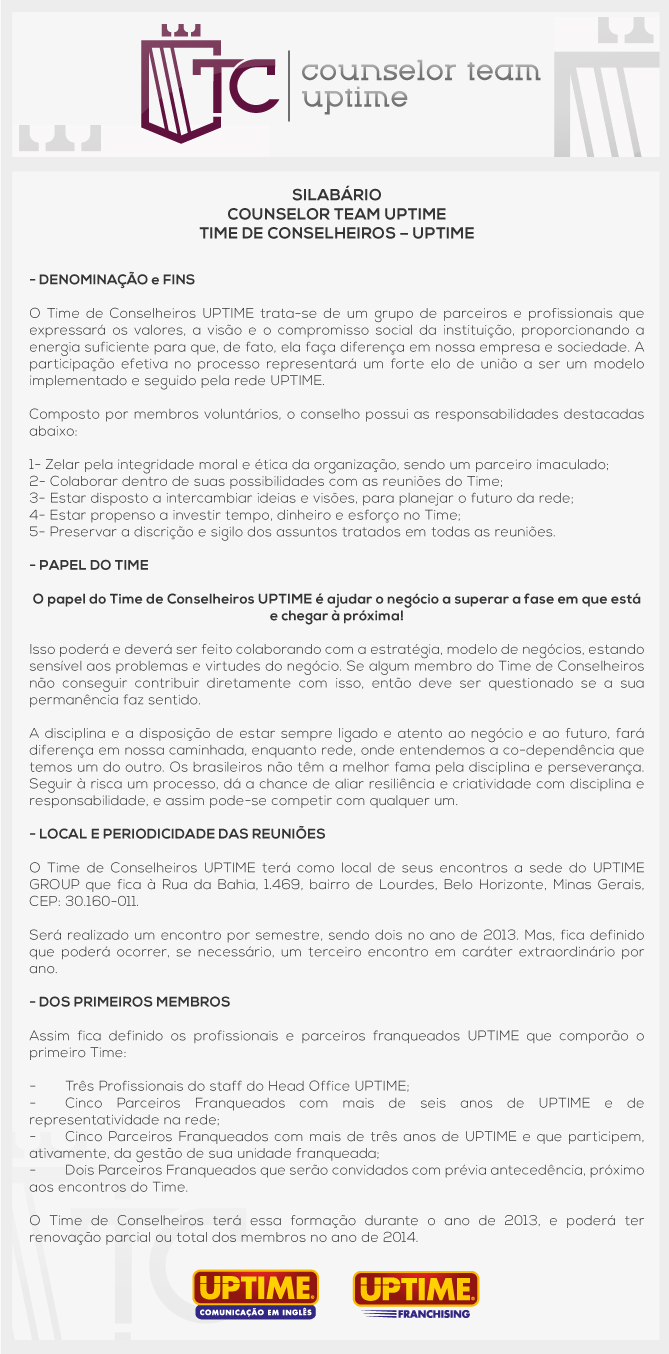 TC
counselor team
uptime
SILABÁRIO
COUNSELOR TEAM UPTIME
TIME DE CONSELHEIROS – UPTIME
- DENOMINAÇÃO e FINS
O Time de Conselheiros UPTIME trata-se de um grupo de parceiros e profissionais que
expressará os valores, a visão e o compromisso social da instituição, proporcionando a
energia suficiente para que, de fato, ela faça diferença em nossa empresa e sociedade. A
participação efetiva no processo representará um forte elo de união a ser um modelo
implementado e seguido pela rede UPTIME.
Composto por membros voluntários, o conselho possui as responsabilidades destacadas
abaixo:
1- Zelar pela integridade moral e ética da organização, sendo um parceiro imaculado;
2- Colaborar dentro de suas possibilidades com as reuniões do Time;
3- Estar disposto a intercambiar ideias e visões, para planejar o futuro da rede;
4- Estar propenso a investir tempo, dinheiro e esforço no Time;
5- Preservar a discrição e sigilo dos assuntos tratados em todas as reuniões.
- PAPEL DO TIME
O papel do Time de Conselheiros UPTIME é ajudar o negócio a superar a fase em que está
e chegar à próxima!
Isso poderá e deverá ser feito colaborando com a estratégia, modelo de negócios, estando
sensível aos problemas e virtudes do negócio. Se algum membro do Time de Conselheiros
não conseguir contribuir diretamente com isso, então deve ser questionado se a sua
permanência faz sentido.
A disciplina e a disposição de estar sempre ligado e atento ao negócio e ao futuro, fará
diferença em nossa caminhada, enquanto rede, onde entendemos a co-dependência que
temos um do outro. Os brasileiros não têm a melhor fama pela disciplina e perseverança.
Seguir à risca um processo, dá a chance de aliar resiliência e criatividade com disciplina e
responsabilidade, e assim pode-se competir com qualquer um.
- LOCAL E PERIODICIDADE DAS REUNIÕES
O Time de Conselheiros UPTIME terá como local de seus encontros a sede do UPTIME
GROUP que fica à Rua da Bahia, 1.469, bairro de Lourdes, Belo Horizonte, Minas Gerais,
CEP: 30.160-011.
Será realizado um encontro por semestre, sendo dois no ano de 2013. Mas, fica definido
que poderá ocorrer, se necessário, um terceiro encontro em caráter extraordinário por
ano.
- DOS PRIMEIROS MEMBROS
Assim fica definido os profissionais e parceiros franqueados UPTIME que comporão o
primeiro Time:
- Três Profissionais do staff do Head Office UPTIME;
- Cinco Parceiros Franqueados com mais de seis anos de UPTIME e de
representatividade na rede;
- Cinco Parceiros Franqueados com mais de três anos de UPTIME e que participem,
ativamente, da gestão de sua unidade franqueada;
- Dois Parceiros Franqueados que serão convidados com prévia antecedência, próximo
aos encontros do Time.
O Time de Conselheiros terá essa formação durante o ano de 2013, e poderá ter
renovação parcial ou total dos membros no ano de 2014.
UPTIME® UPTIME®
COMUNICAÇÃO EM INGLÊS FRANCHISING